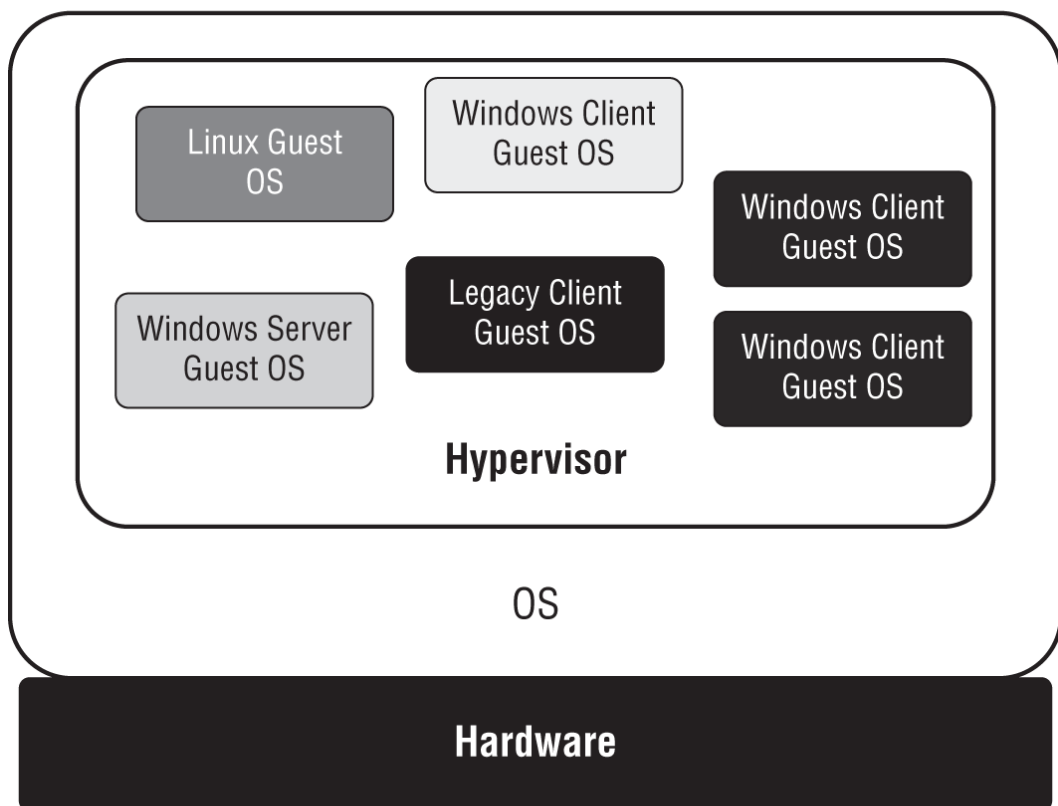 Linux Guest
OS
Windows Client
Guest OS
Windows Client
Guest OS
Windows Server
Guest OS
Legacy Client
Guest OS
Windows Client
Guest OS
Hypervisor
OS
Hardware